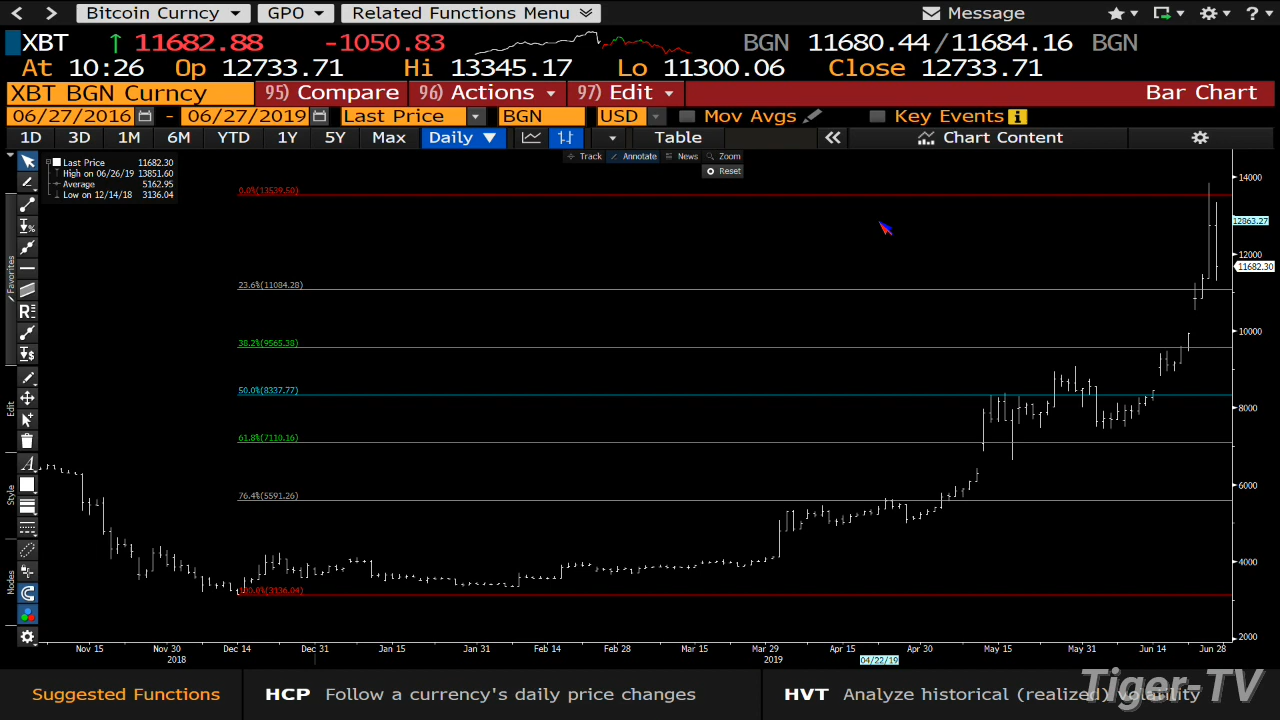 Bitcoin Curncy GPO Related Functions Menu Message ?
XBT ↑ 11682.88 -1050.83 BGN 11680.44/11684.16 BGN
At 10:26 Op 12733.71 Hi 13345.17 Lo 11300.06 Close 12733.71
XBT BGN Curncy 95) Compare 96) Actions 97) Edit Bar Chart
06/27/2016 - 06/27/2019 Last Price BGN USD Mov Avgs Key Events i
1D 3D 1M 6M YTD 1Y 5Y Max Daily ▼ Table Chart Content
Track Annotate News Zoom
Reset
Last Price 11682.30
High on 06/26/19 13851.60
Average 5162.95
Low on 12/14/18 3136.04
Favorites
Edit
Style
Modes
0.0%(13539.50)
23.6%(11084.28)
38.2%(9565.38)
50.0%(8337.77)
61.8%(7110.16)
76.4%(5591.26)
100.0%(3136.04)
14000
12863.27
12000
11682.30
10000
8000
6000
4000
2000
Nov 15 Nov 30 Dec 14 Dec 31 Jan 15 Jan 31 Feb 14 Feb 28 Mar 15 Mar 29 Apr 15 Apr 30 May 15 May 31 Jun 14 Jun 28
2018 2019 04/22/19
Suggested Functions HCP Follow a currency's daily price changes HVT Analyze historical (realized) volatility
Tiger-TV